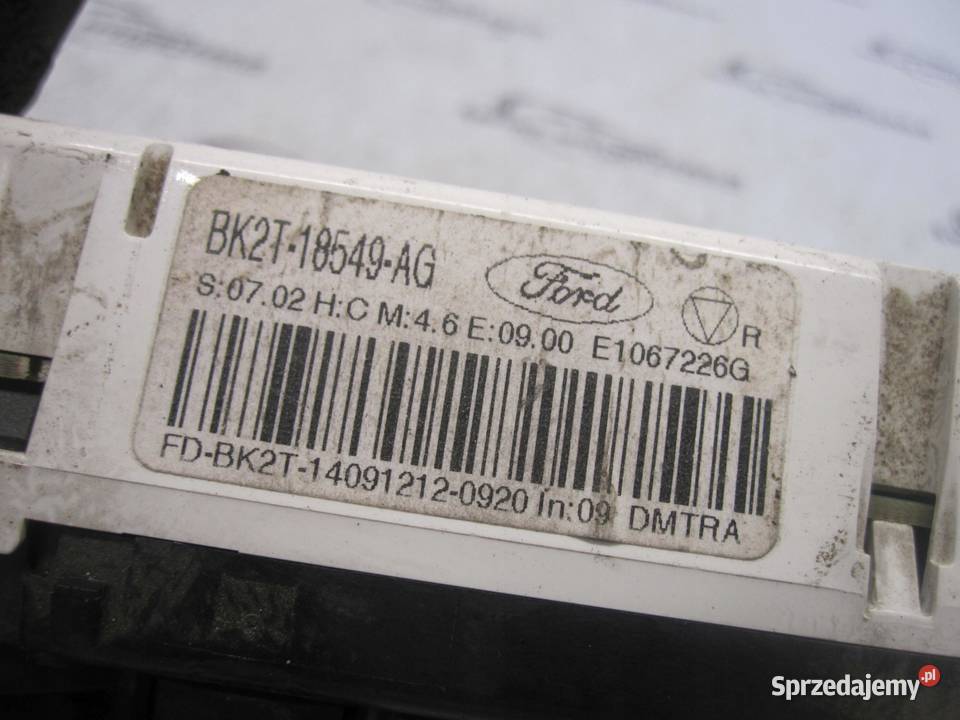 BK2T-18549-AG
Ford
R
S:07.02 H:C M:4.6 E:09.00 E1067226G
FD-BK2T-14091212-0920 In:09 DMTRA
Sprzedajemy.pl